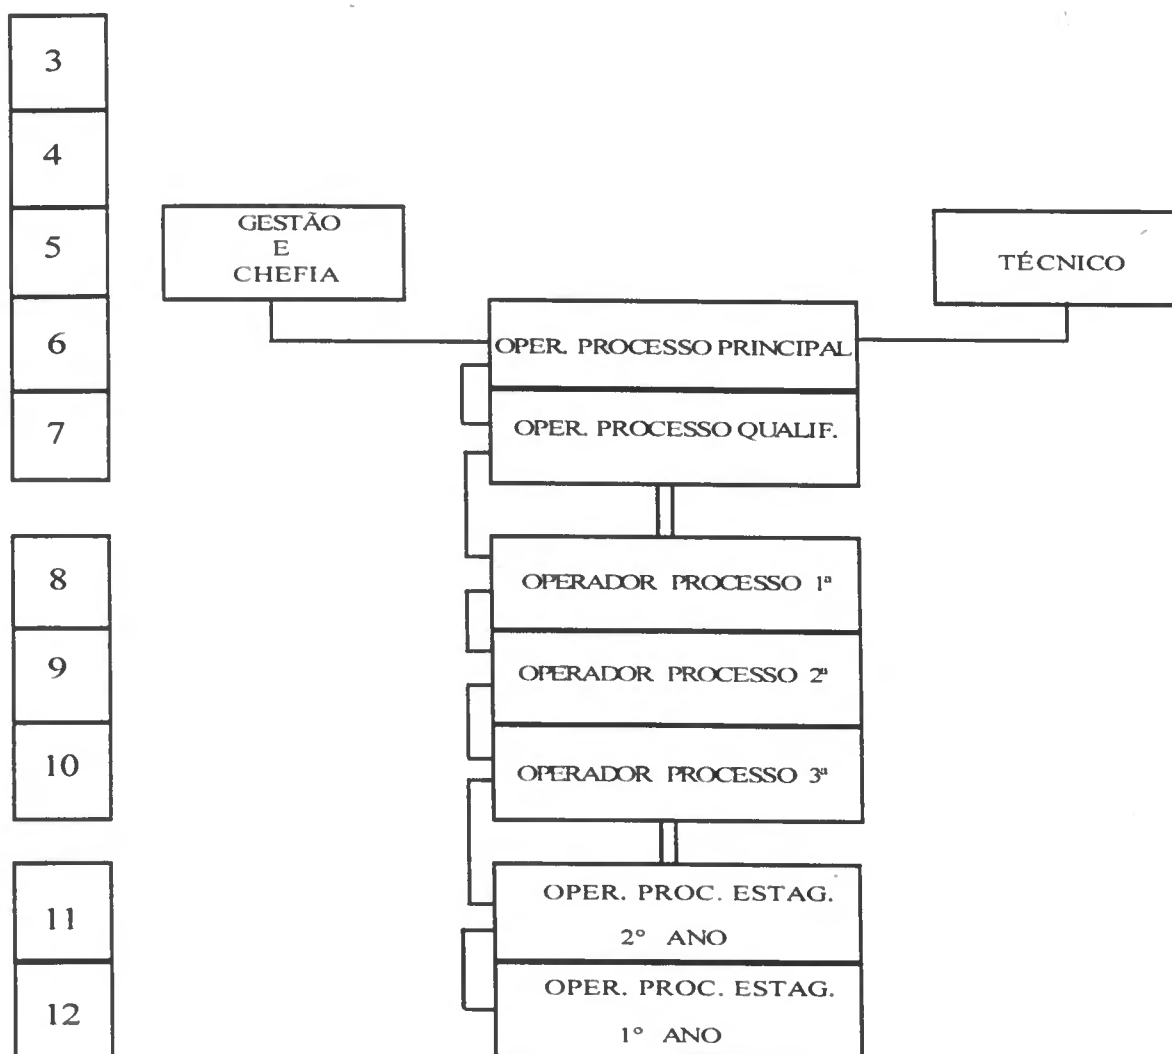 3
4
5
GESTÃO
E
CHEFIA
TÉCNICO
6
OPER. PROCESSO PRINCIPAL
7
OPER. PROCESSO QUALIF.
8
OPERADOR PROCESSO 1ª
9
OPERADOR PROCESSO 2ª
10
OPERADOR PROCESSO 3ª
11
OPER. PROC. ESTAG.
2º ANO
12
OPER. PROC. ESTAG.
1º ANO